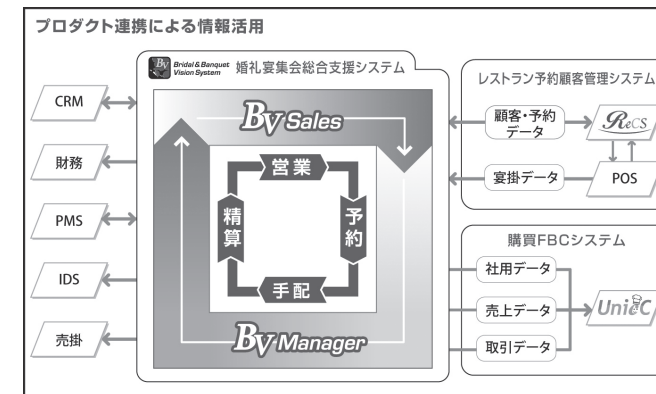 プロダクト連携による情報活用
BV Bridal & Banquet Vision System 婚礼宴集会総合支援システム
CRM
財務
PMS
IDS
売掛
BV Sales
営業
予約
手配
精算
BV Manager
レストラン予約顧客管理システム
顧客・予約
データ
ReCS
宴掛データ
POS
購買FBCシステム
社用データ
売上データ
取引データ
UnieC